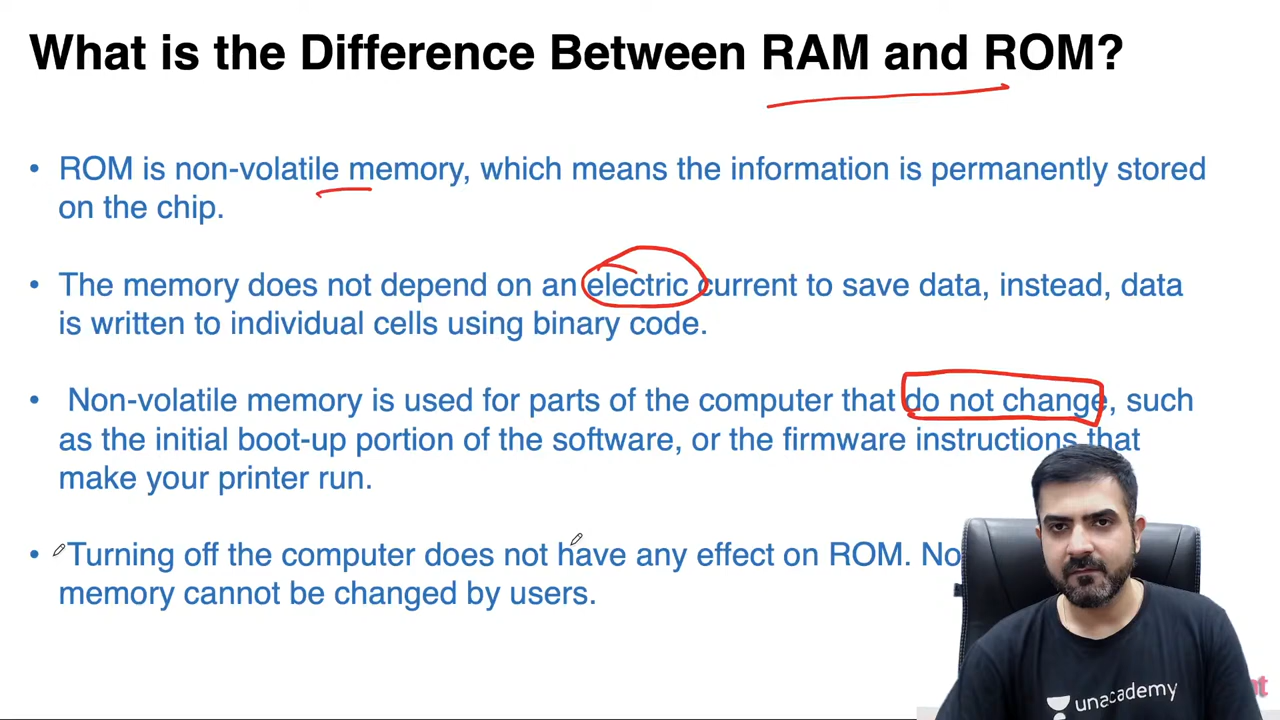 What is the Difference Between RAM and ROM?
• ROM is non-volatile memory, which means the information is permanently stored
on the chip.
• The memory does not depend on an electric current to save data, instead, data
is written to individual cells using binary code.
• Non-volatile memory is used for parts of the computer that do not change, such
as the initial boot-up portion of the software, or the firmware instructions that
make your printer run.
• Turning off the computer does not have any effect on ROM.
memory cannot be changed by users.
unacademy